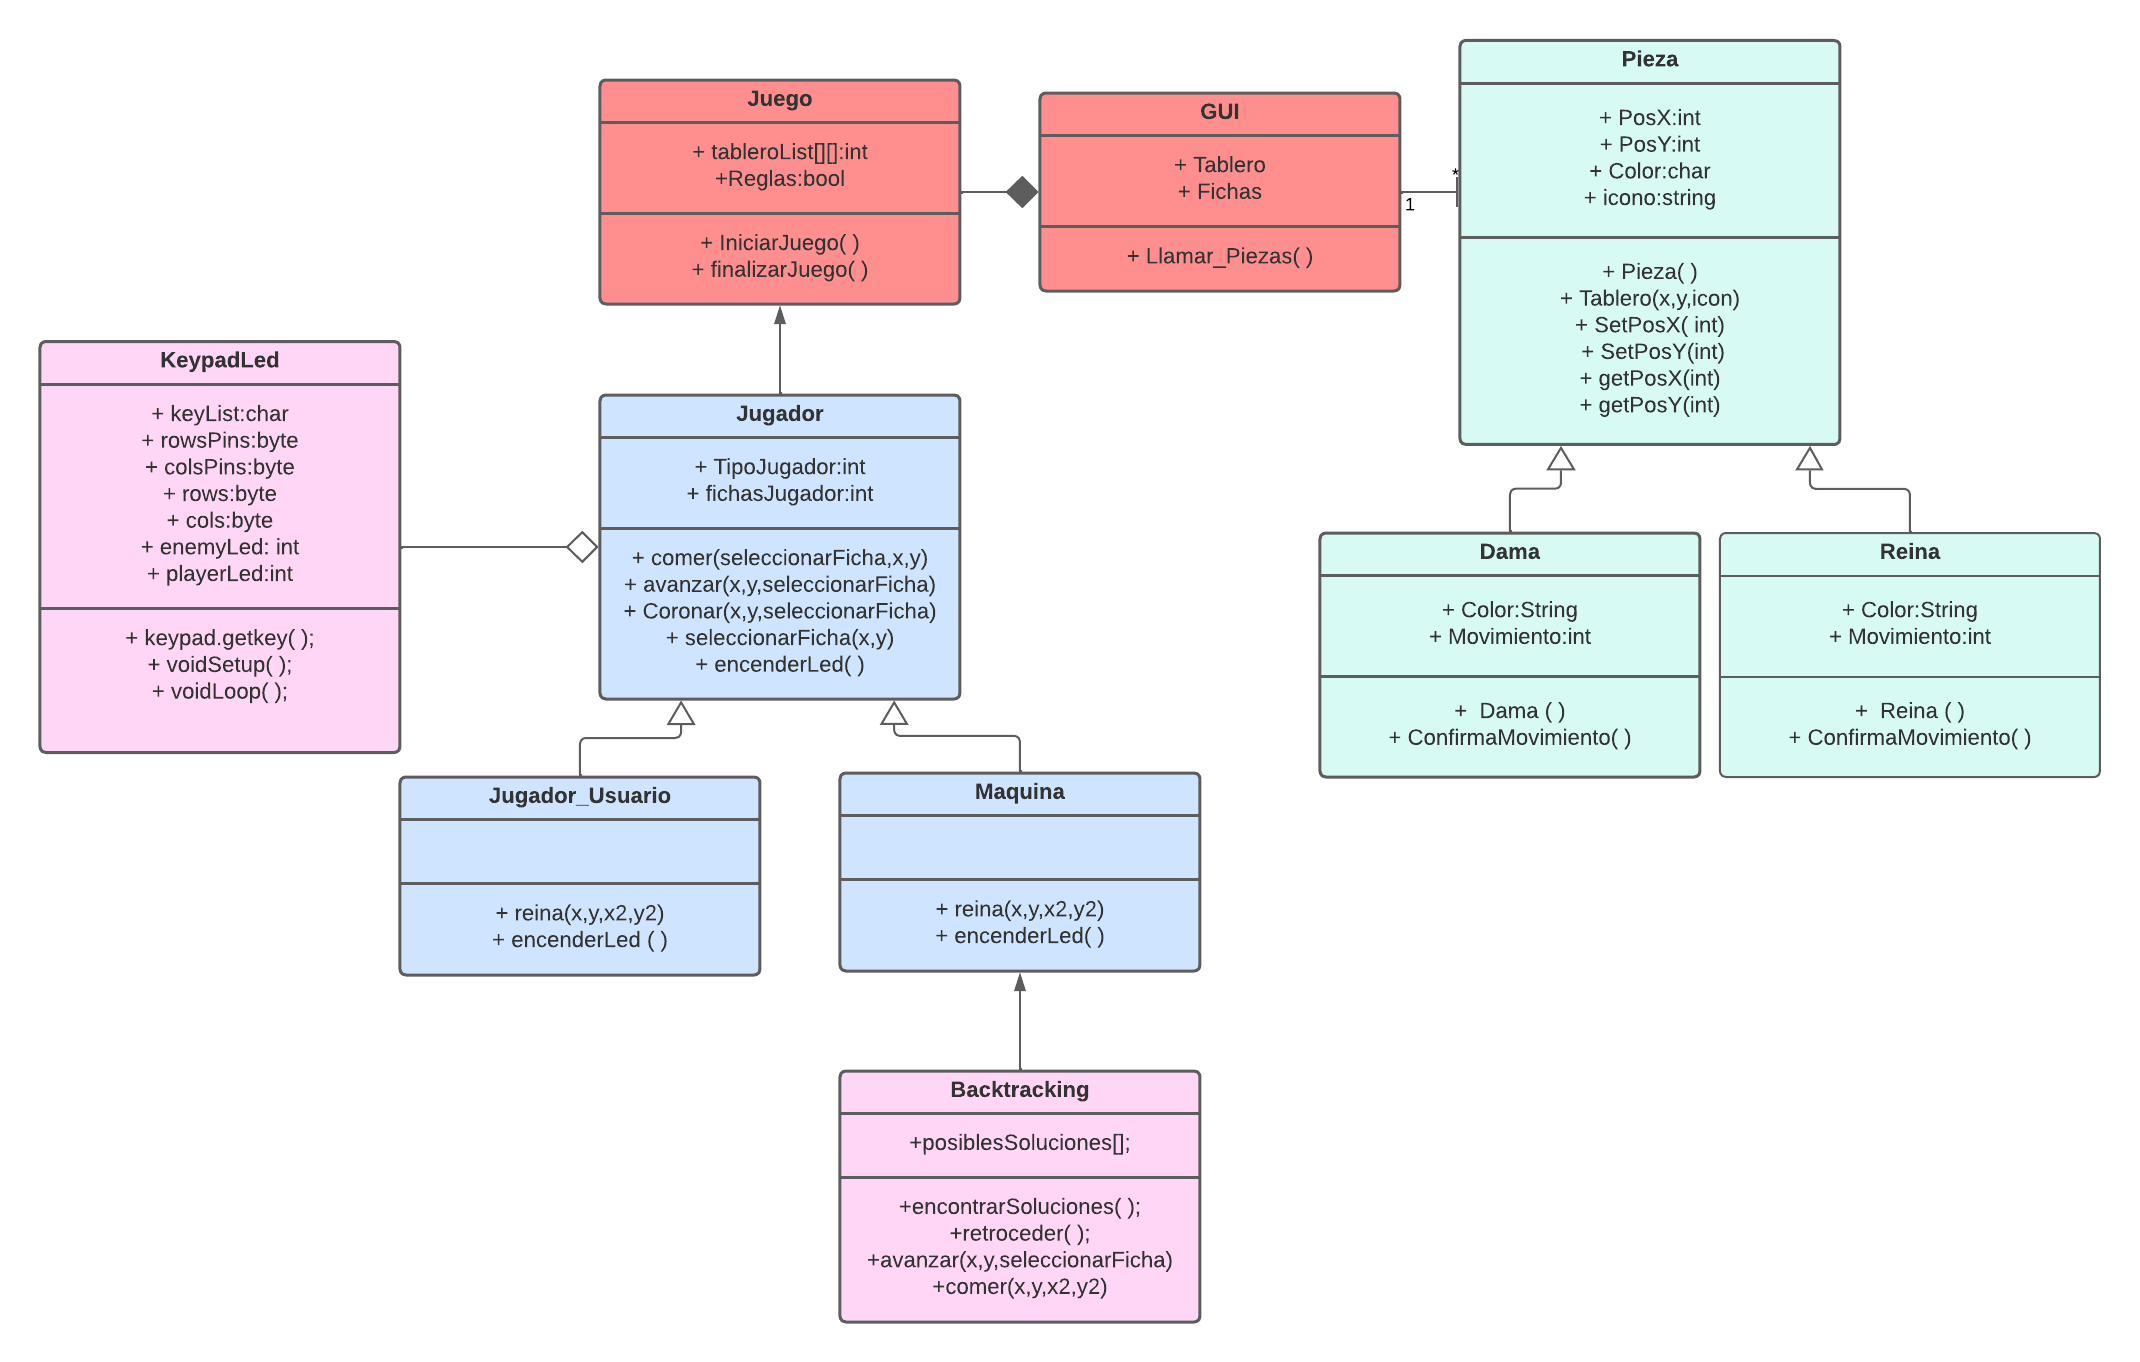 Juego
+ tableroList[][]:int
+Reglas:bool
+ IniciarJuego( )
+ finalizarJuego( )
GUI
+ Tablero
+ Fichas
+ Llamar_Piezas( )
1
*
Pieza
+ PosX:int
+ PosY:int
+ Color:char
+ icono:string
+ Pieza( )
+ Tablero(x,y,icon)
+ SetPosX( int)
+ SetPosY(int)
+ getPosX(int)
+ getPosY(int)
KeypadLed
+ keyList:char
+ rowsPins:byte
+ colsPins:byte
+ rows:byte
+ cols:byte
+ enemyLed: int
+ playerLed:int
+ keypad.getkey( );
+ voidSetup( );
+ voidLoop( );
Jugador
+ TipoJugador:int
+ fichasJugador:int
+ comer(seleccionarFicha,x,y)
+ avanzar(x,y,seleccionarFicha)
+ Coronar(x,y,seleccionarFicha)
+ seleccionarFicha(x,y)
+ encenderLed( )
Dama
+ Color:String
+ Movimiento:int
+ Dama ( )
+ ConfirmaMovimiento( )
Reina
+ Color:String
+ Movimiento:int
+ Reina ( )
+ ConfirmaMovimiento( )
Jugador_Usuario
+ reina(x,y,x2,y2)
+ encenderLed ( )
Maquina
+ reina(x,y,x2,y2)
+ encenderLed( )
Backtracking
+posiblesSoluciones[];
+encontrarSoluciones( );
+retroceder( );
+avanzar(x,y,seleccionarFicha)
+comer(x,y,x2,y2)